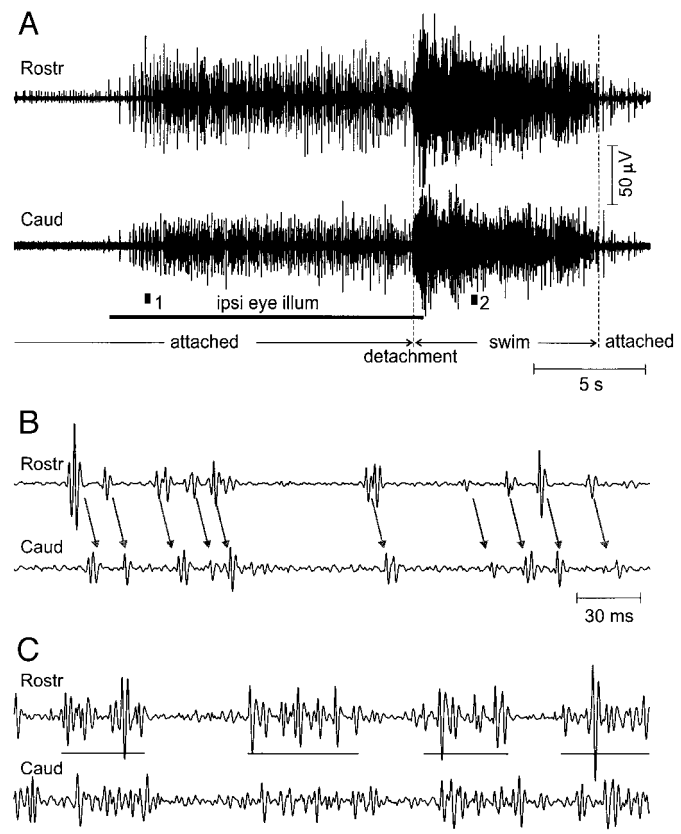 A
Rostr
50 µV
Caud
1 ipsi eye illum 2
attached swim attached
detachment
5 s
B
Rostr
Caud
30 ms
C
Rostr
Caud